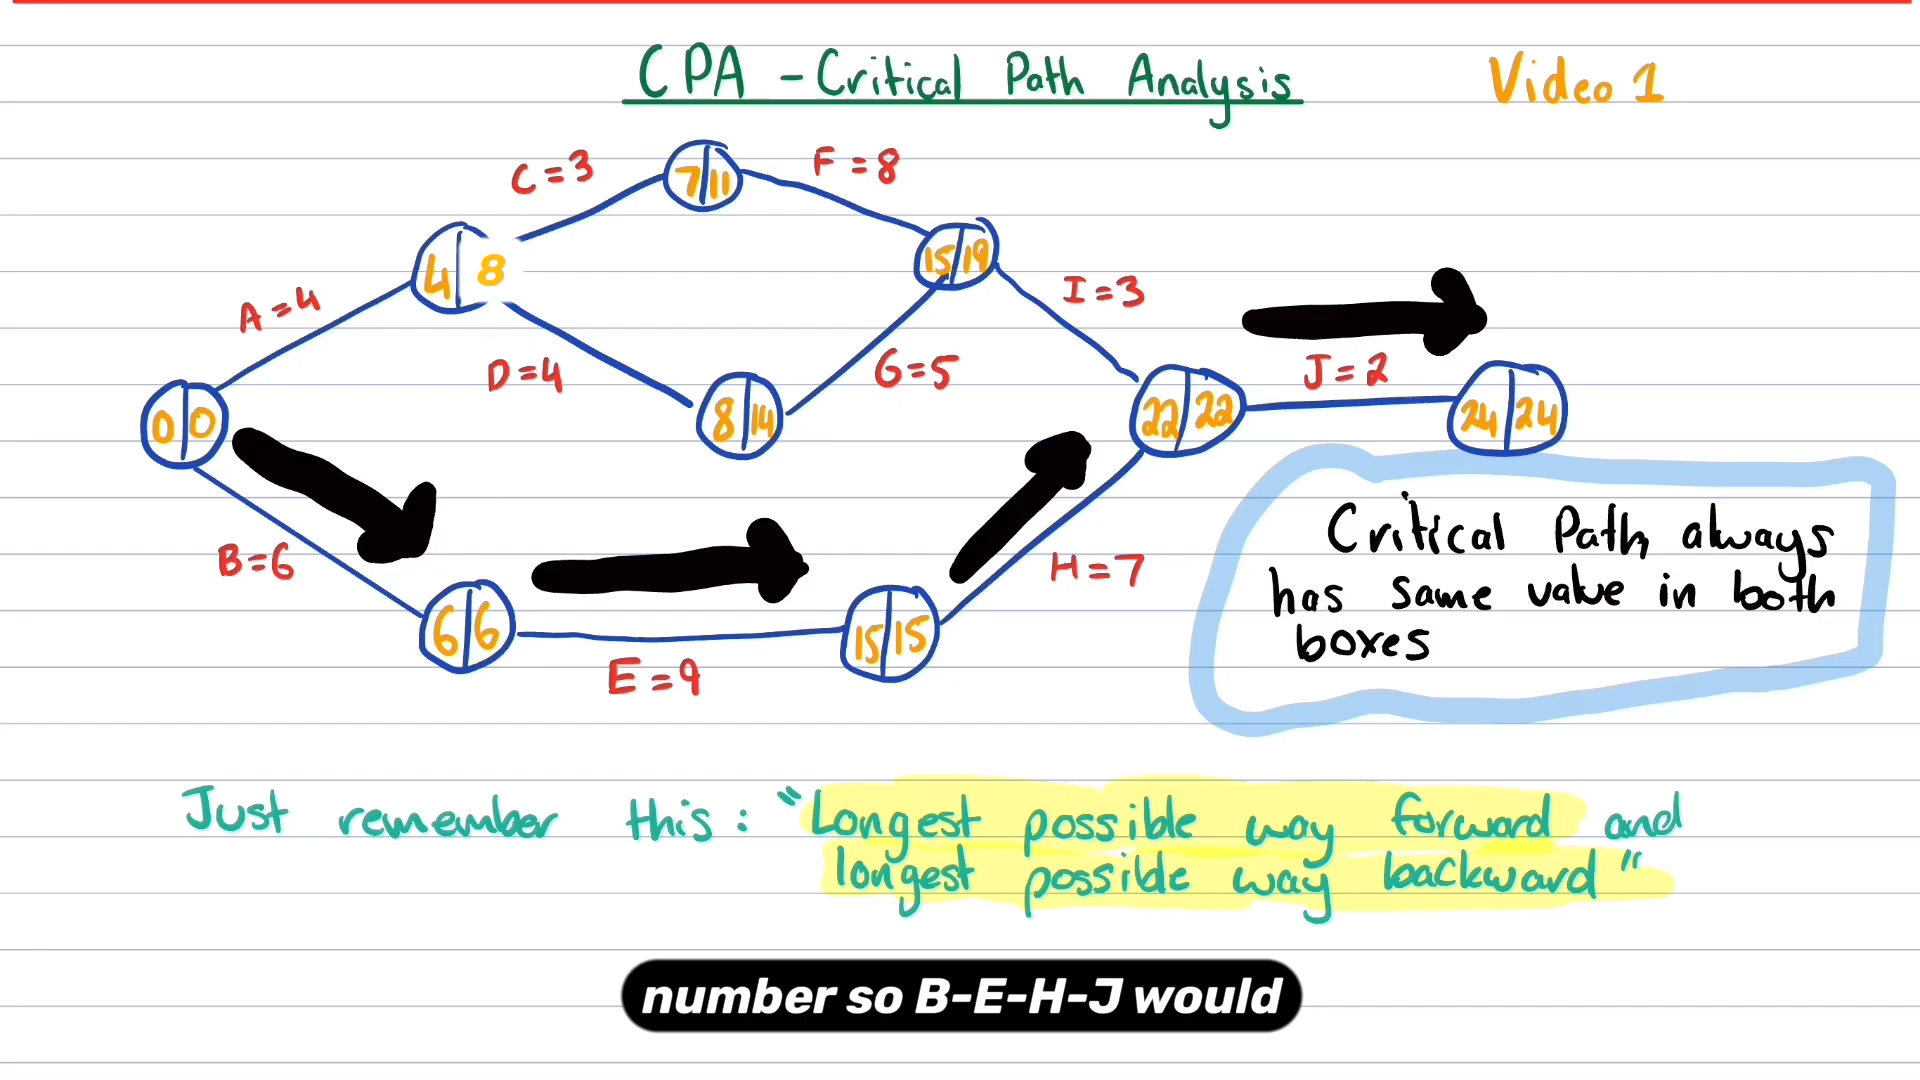 CPA - Critical Path Analysis
Video 1
C=3
F=8
7|11
4|8
15|19
A=4
I=3
D=4
G=5
J=2
0|0
8|14
22|22
24|24
B=6
H=7
6|6
15|15
E=9
Critical Path always
has same value in both
boxes
Just remember this: "Longest possible way forward and
longest possible way backward"
number so B-E-H-J would